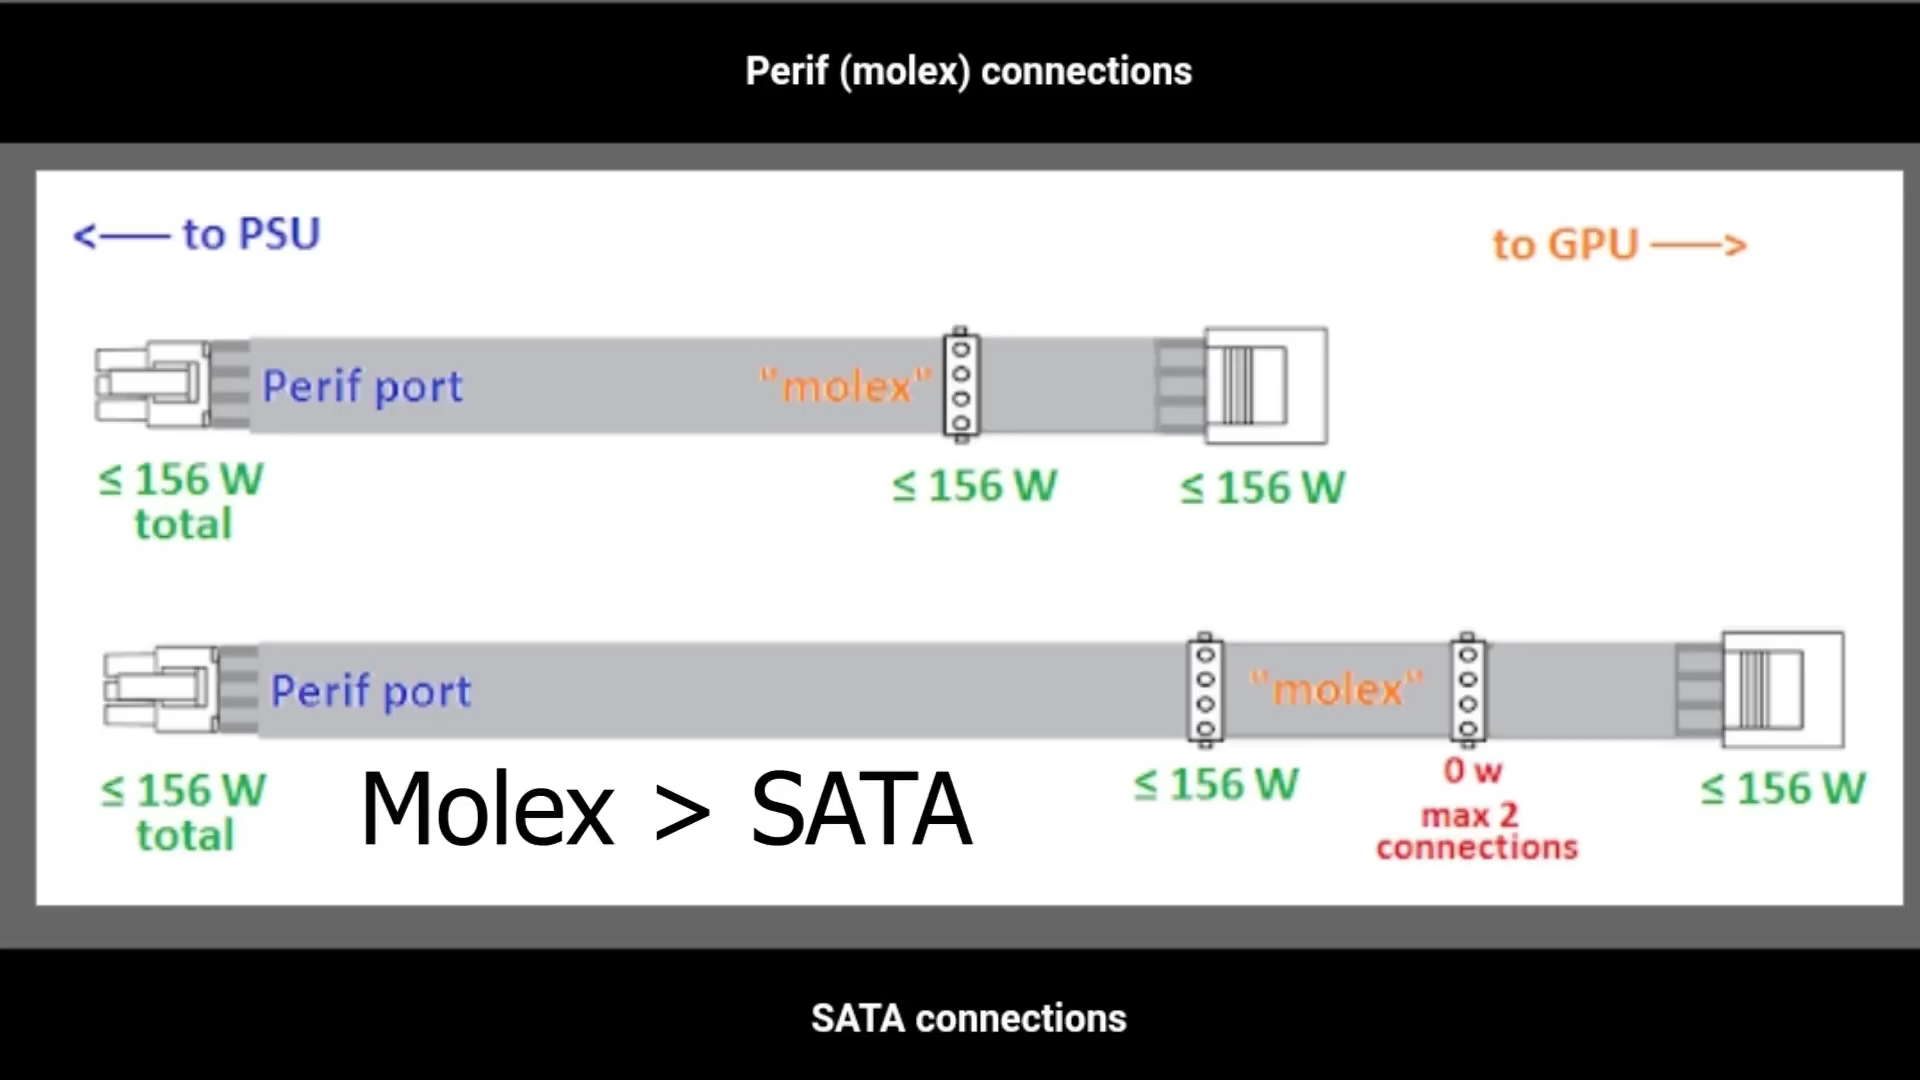 Perif (molex) connections
<—— to PSU
to GPU ——>
Perif port
"molex"
≤ 156 W
total
≤ 156 W
≤ 156 W
Perif port
"molex"
≤ 156 W
total
Molex > SATA
≤ 156 W
0 w
max 2
connections
≤ 156 W
SATA connections